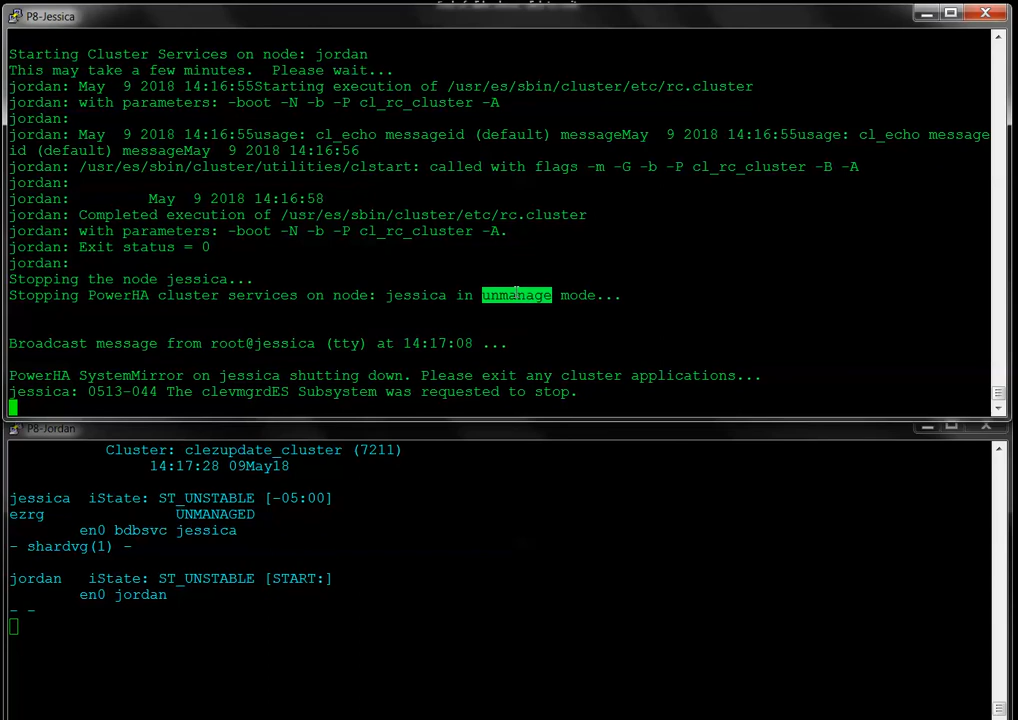 P8-Jessica
Starting Cluster Services on node: jordan
This may take a few minutes.  Please wait...
jordan: May  9 2018 14:16:55Starting execution of /usr/es/sbin/cluster/etc/rc.cluster
jordan: with parameters: -boot -N -b -P cl_rc_cluster -A
jordan:
jordan: May  9 2018 14:16:55usage: cl_echo messageid (default) messageMay  9 2018 14:16:55usage: cl_echo message
id (default) messageMay  9 2018 14:16:56
jordan: /usr/es/sbin/cluster/utilities/clstart: called with flags -m -G -b -P cl_rc_cluster -B -A
jordan:
jordan:         May  9 2018 14:16:58
jordan: Completed execution of /usr/es/sbin/cluster/etc/rc.cluster
jordan: with parameters: -boot -N -b -P cl_rc_cluster -A.
jordan: Exit status = 0
jordan:
Stopping the node jessica...
Stopping PowerHA cluster services on node: jessica in unmanage mode...
Broadcast message from root@jessica (tty) at 14:17:08 ...
PowerHA SystemMirror on jessica shutting down. Please exit any cluster applications...
jessica: 0513-044 The clevmgrdES Subsystem was requested to stop.
P8-Jordan
Cluster: clezupdate_cluster (7211)
14:17:28 09May18
jessica  iState: ST_UNSTABLE [-05:00]
ezrg               UNMANAGED
en0 bdbsvc jessica
- shardvg(1) -
jordan   iState: ST_UNSTABLE [START:]
en0 jordan
- -